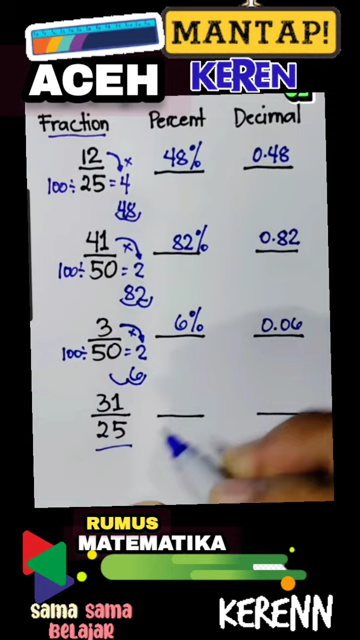 MANTAP!
ACEH KEREN
Fraction Percent Decimal
12/25 48% 0.48
100÷ = 4 ×
48
41/50 82% 0.82
100÷ = 2 ×
82
3/50 6% 0.06
100÷ = 2 ×
6
31/25
RUMUS
MATEMATIKA
SAMA SAMA
BELAJAR
KERENN